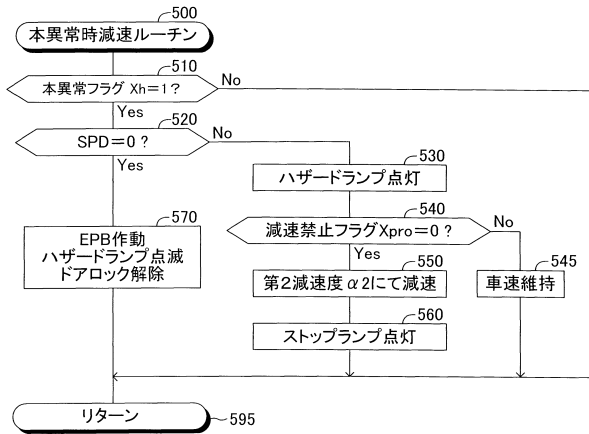 500
本異常時減速ルーチン
510
本異常フラグ Xh=1?
No
Yes
520
SPD=0?
No
Yes
530
ハザードランプ点灯
540
減速禁止フラグXpro=0?
No
Yes
570
EPB作動
ハザードランプ点滅
ドアロック解除
550
第2減速度α2にて減速
545
車速維持
560
ストップランプ点灯
リターン
595